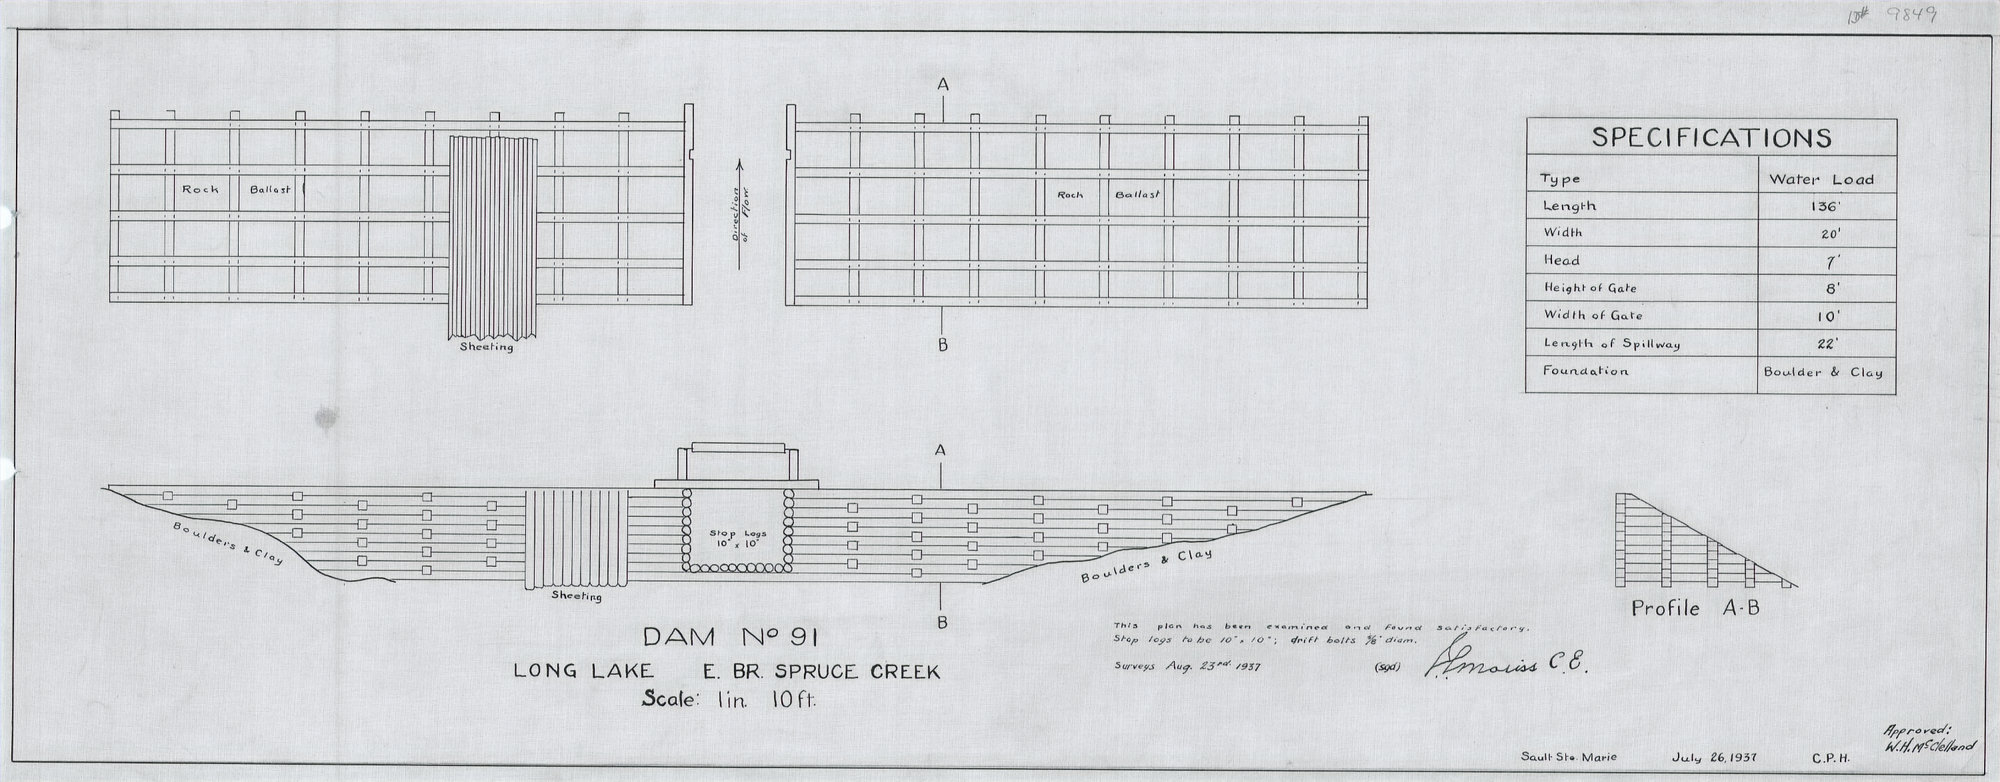 9849
A
Rock Ballast
Direction
of Flow
Rock Ballast
Sheeting
B
SPECIFICATIONS
Type Water Load
Length 136'
Width 20'
Head 7'
Height of Gate 8'
Width of Gate 10'
Length of Spillway 22'
Foundation Boulder & Clay
A
Boulders & Clay
Stop Logs
10" x 10"
Boulders & Clay
Sheeting
B
Profile A-B
DAM No 91
LONG LAKE E. BR. SPRUCE CREEK
Scale: 1in. 10ft.
This plan has been examined and found satisfactory.
Stop logs to be 10" x 10"; drift bolts 5/8" diam.
Surveys Aug. 23rd. 1937 (sgd) C.E.
Sault Ste. Marie July 26, 1937 C.P.H.
Approved:
W.H. McClelland